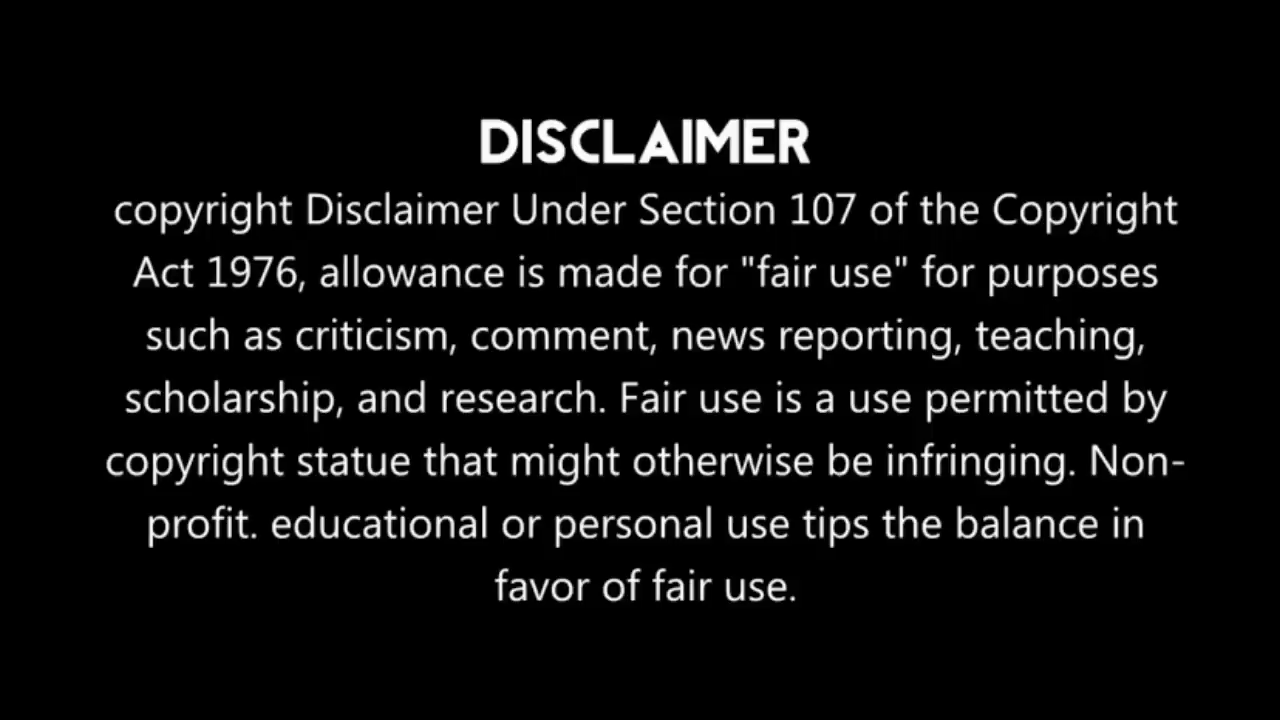 DISCLAIMER
copyright Disclaimer Under Section 107 of the Copyright
Act 1976, allowance is made for "fair use" for purposes
such as criticism, comment, news reporting, teaching,
scholarship, and research. Fair use is a use permitted by
copyright statue that might otherwise be infringing. Non-
profit. educational or personal use tips the balance in
favor of fair use.